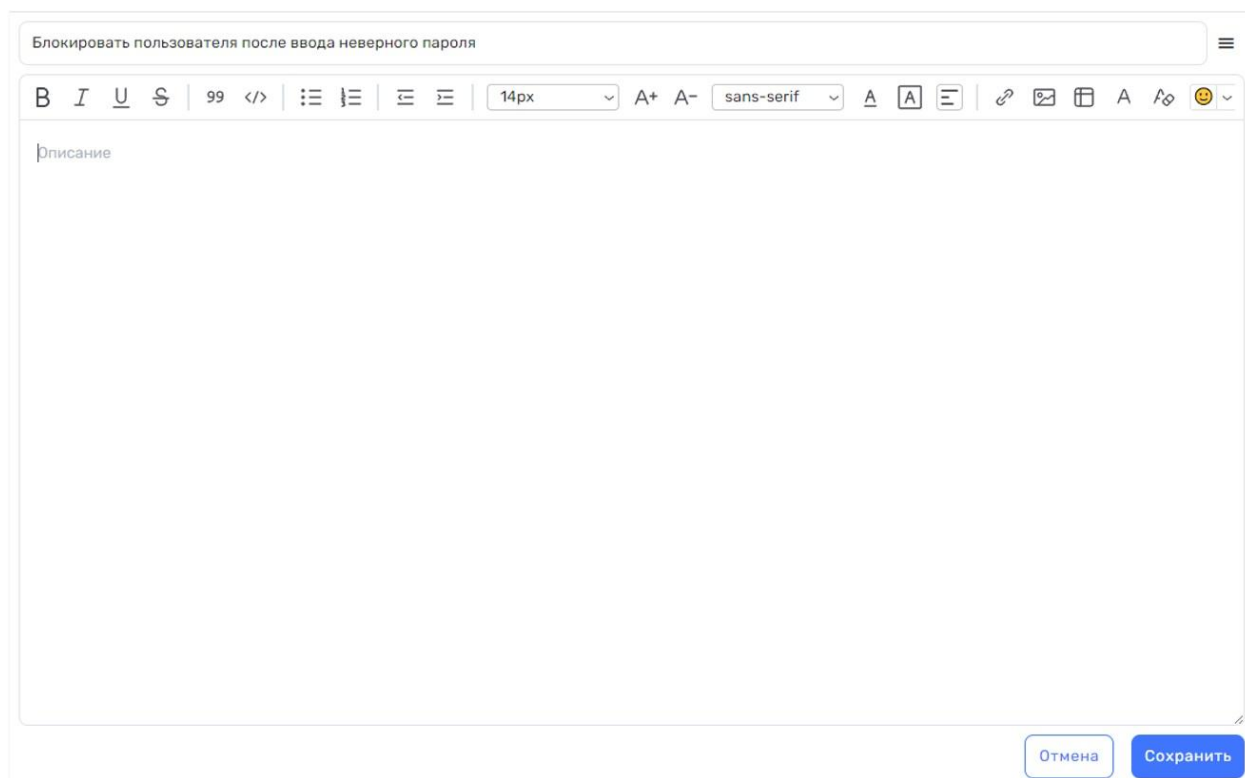 Блокировать пользователя после ввода неверного пароля
B I U S 99 </> 14px A+ A- sans-serif A A A
Описание
Отмена Сохранить